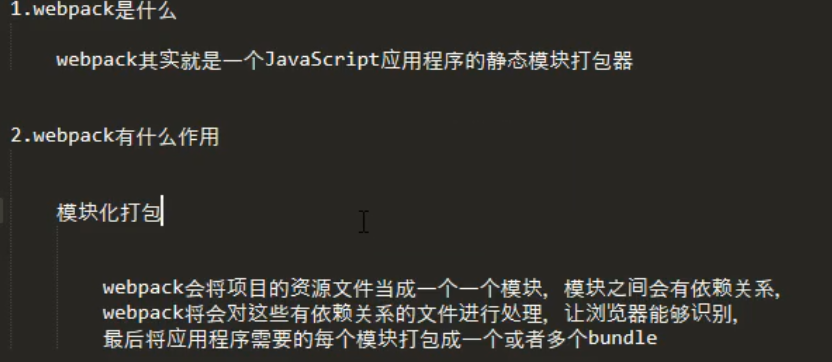 1.webpack是什么
webpack其实就是一个JavaScript应用程序的静态模块打包器
2.webpack有什么作用
模块化打包
webpack会将项目的资源文件当成一个一个模块，模块之间会有依赖关系，
webpack将会对这些有依赖关系的文件进行处理，让浏览器能够识别，
最后将应用程序需要的每个模块打包成一个或者多个bundle